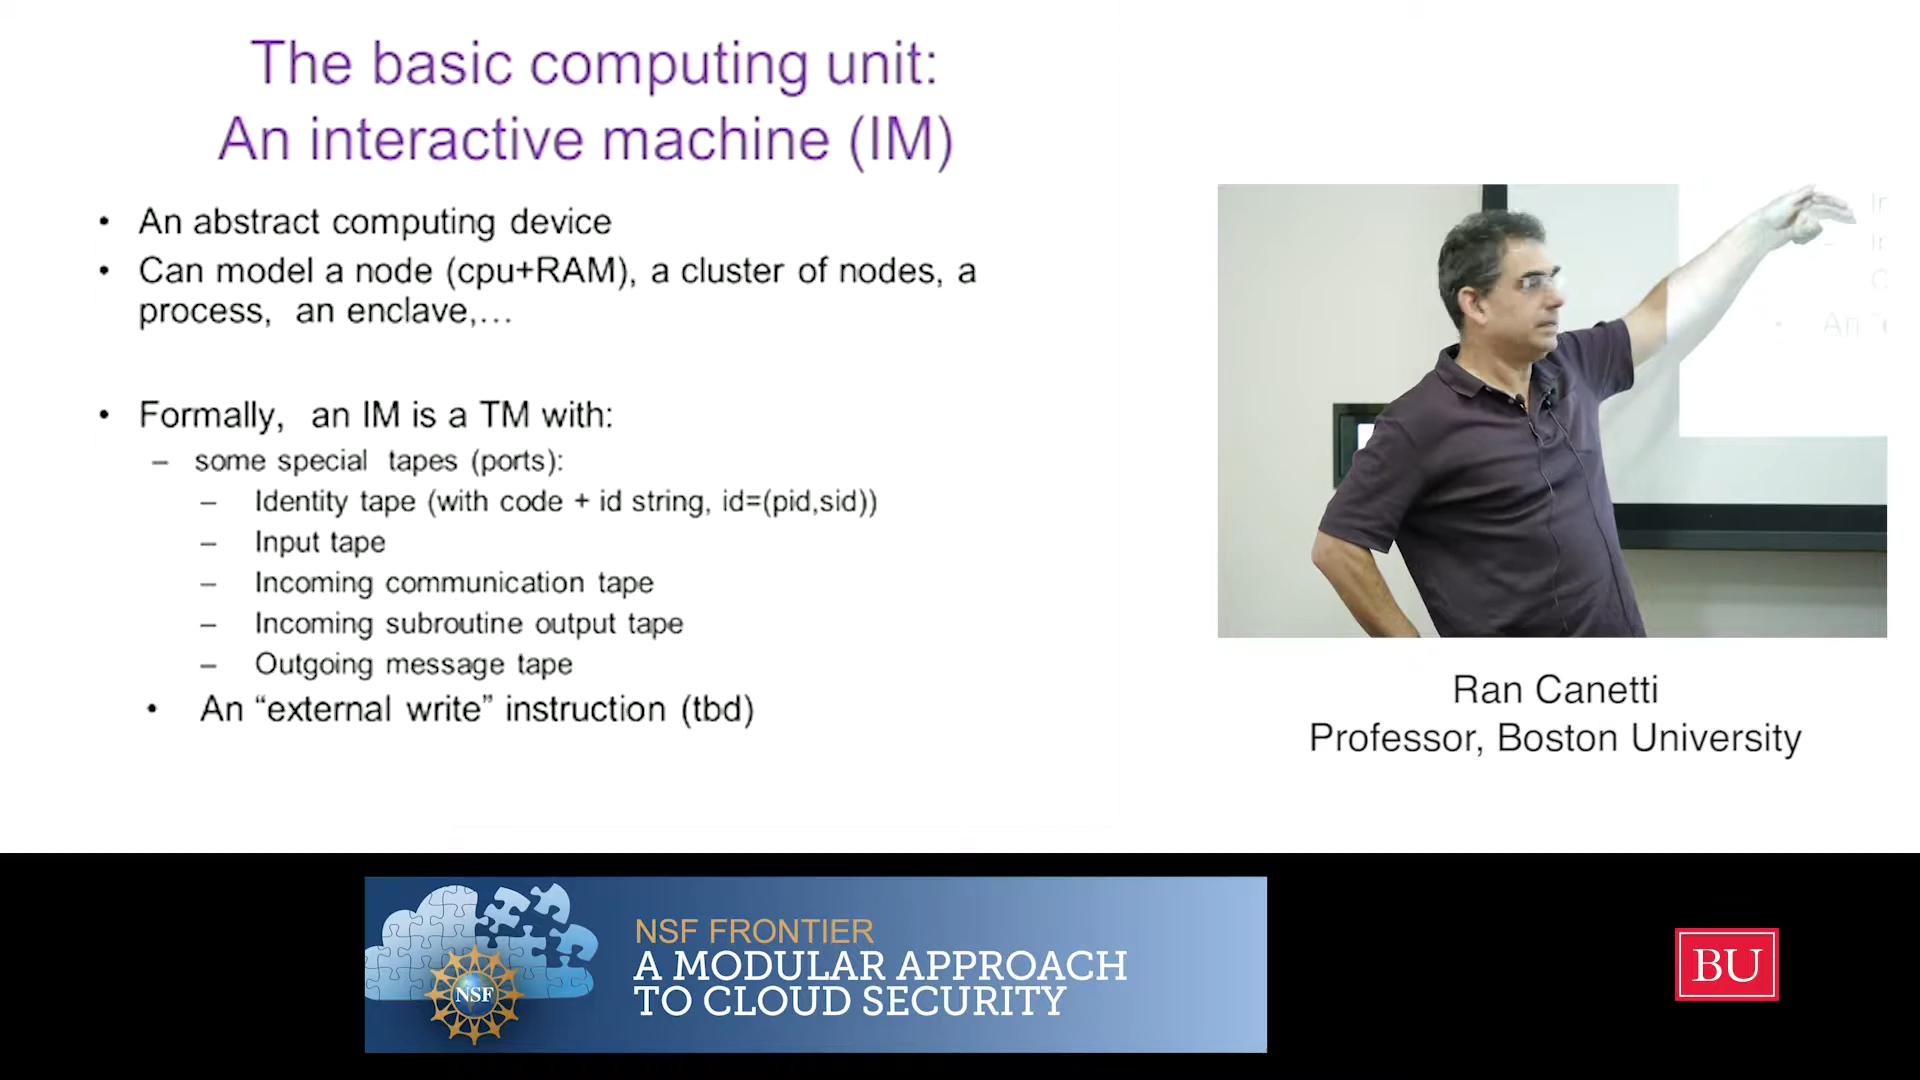 The basic computing unit:
An interactive machine (IM)
• An abstract computing device
• Can model a node (cpu+RAM), a cluster of nodes, a
process, an enclave,…
• Formally, an IM is a TM with:
– some special tapes (ports):
– Identity tape (with code + id string, id=(pid,sid))
– Input tape
– Incoming communication tape
– Incoming subroutine output tape
– Outgoing message tape
• An “external write” instruction (tbd)
Ran Canetti
Professor, Boston University
NSF FRONTIER
A MODULAR APPROACH
TO CLOUD SECURITY
NSF
BU